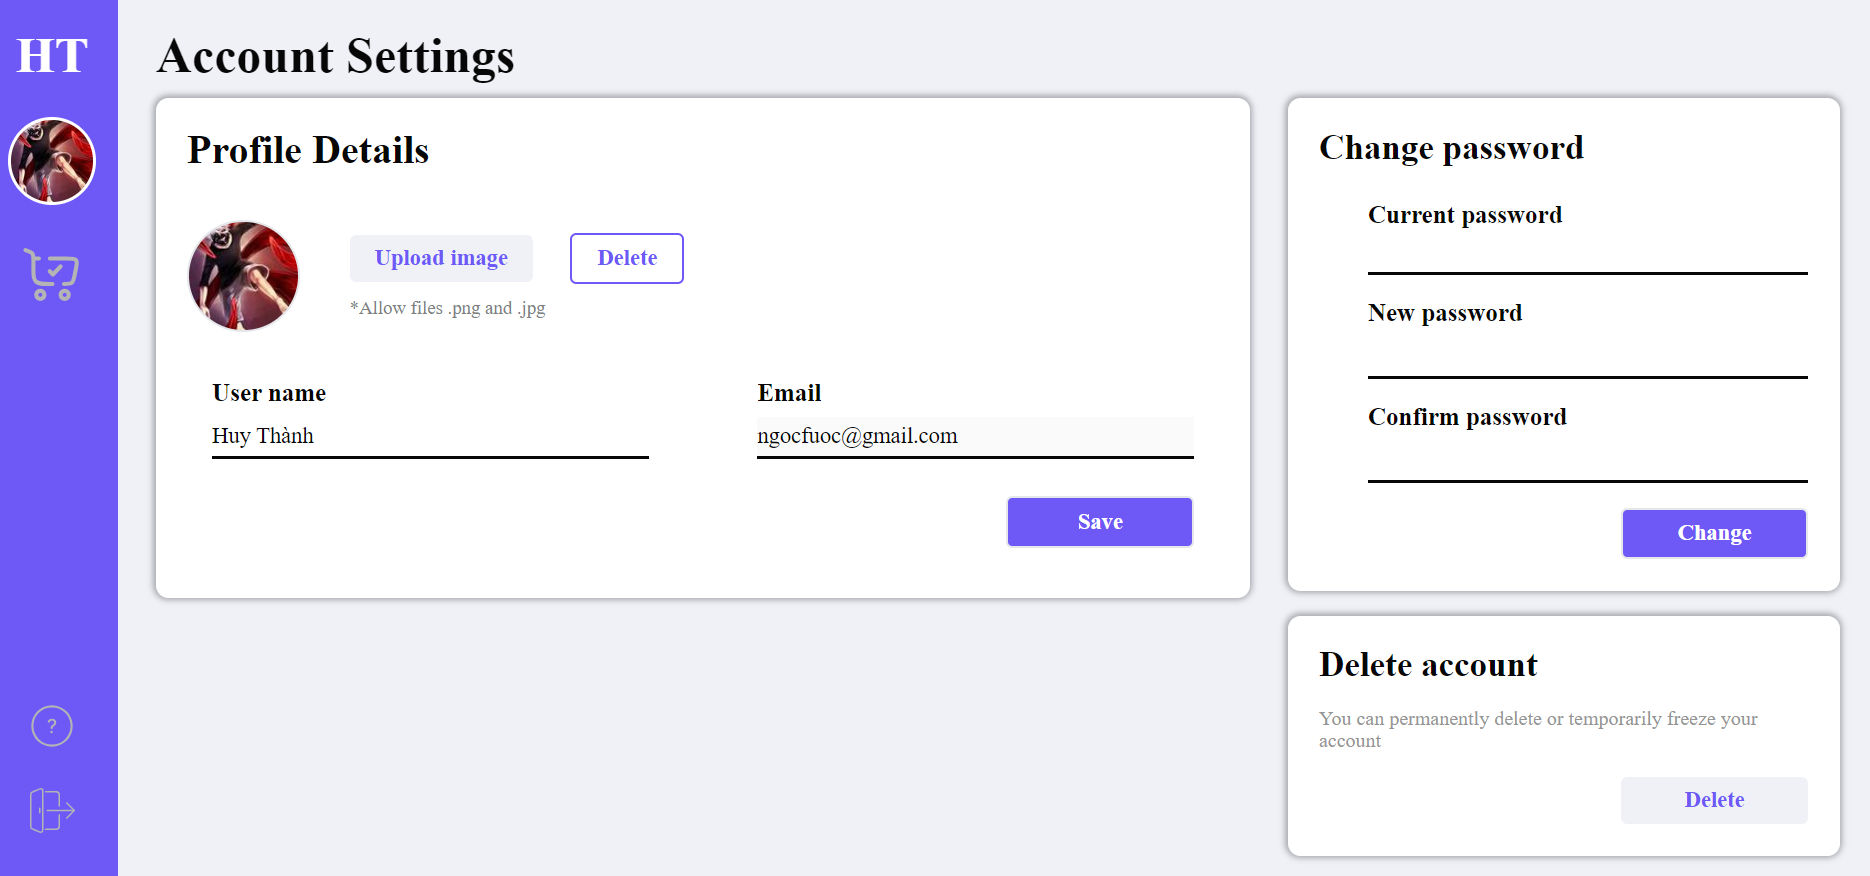 HT
Account Settings
Profile Details
Upload image
Delete
*Allow files .png and .jpg
User name
Huy Thành
Email
ngocfuoc@gmail.com
Save
Change password
Current password
New password
Confirm password
Change
Delete account
You can permanently delete or temporarily freeze your
account
Delete
?